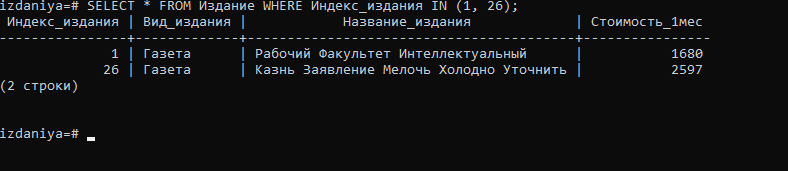 izdaniya=# SELECT * FROM Издание WHERE Индекс_издания IN (1, 26);
 Индекс_издания | Вид_издания |            Название_издания             | Стоимость_1мес
----------------+-------------+-----------------------------------------+----------------
              1 | Газета      | Рабочий Факультет Интеллектуальный      |           1680
             26 | Газета      | Казнь Заявление Мелочь Холодно Уточнить |           2597
(2 строки)
izdaniya=#